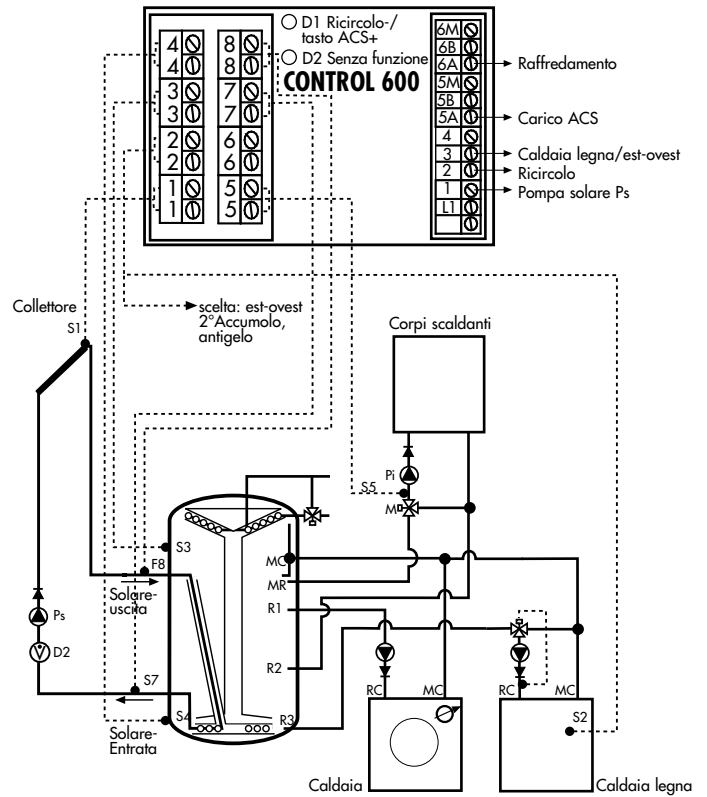 D1 Ricircolo-/
tasto ACS+
D2 Senza funzione
CONTROL 600
4 8
4 8
3 7
3 7
2 6
2 6
1 5
1 5
6M
6B
6A Raffredamento
5M
5B
5A Carico ACS
4
3 Caldaia legna/est-ovest
2 Ricircolo
1 Pompa solare Ps
L1
scelta: est-ovest
2°Accumolo,
antigelo
Collettore
S1
Corpi scaldanti
Pi
S5
M
S3
F8
Solare-
uscita
MC
MR
R1
R2
R3
Ps
D2
S7
S4
Solare-
Entrata
RC MC
Caldaia
RC MC
S2
Caldaia legna